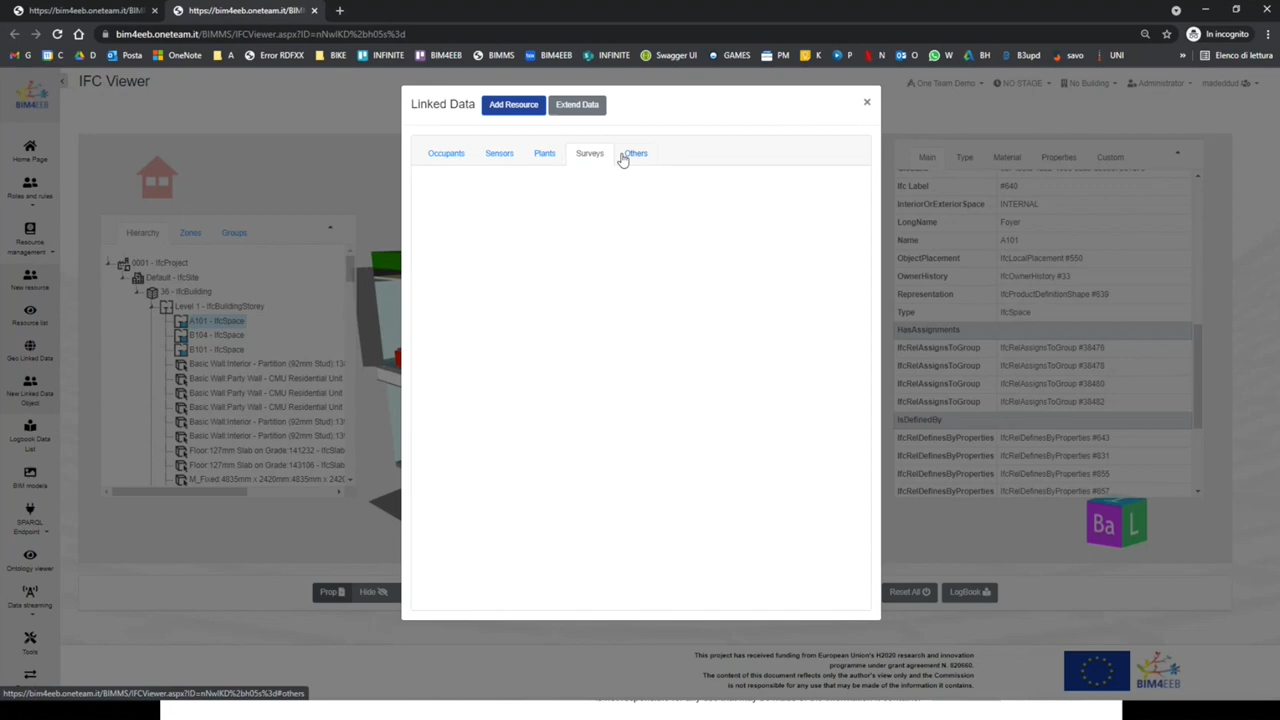 https://bim4eeb.oneteam.it/BIM
https://bim4eeb.oneteam.it/BIM
bim4eeb.oneteam.it/BIMMS/IFCViewer.aspx?ID=nNwIKD%2bh05s%3d
In incognito
G
C
D
Posta
OneNote
A
Error RDFXX
BIKE
INFINITE
BIM4EEB
BIMMS
BIM4EEB
INFINITE
Swagger UI
GAMES
PM
K
P
N
O
W
BH
B3upd
savo
UNI
»
Elenco di lettura
BIM4EEB
IFC Viewer
One Team Demo
NO STAGE
No Building
Administrator
madeddud
Linked Data
Add Resource
Extend Data
×
Occupants
Sensors
Plants
Surveys
Others
Home Page
Roles and rules
Resource
management
New resource
Resource list
Geo Linked Data
New Linked Data
Object
Logbook Data
List
BIM models
SPARQL
Endpoint
Ontology viewer
Data streaming
Tools
Hierarchy
Zones
Groups
0001 - IfcProject
Default - IfcSite
36 - IfcBuilding
Level 1 - IfcBuildingStorey
A101 - IfcSpace
B104 - IfcSpace
B101 - IfcSpace
Basic Wall:Interior - Partition (92mm Stud):13
Basic Wall:Party Wall - CMU Residential Unit
Basic Wall:Party Wall - CMU Residential Unit
Basic Wall:Party Wall - CMU Residential Unit
Basic Wall:Interior - Partition (92mm Stud):13
Basic Wall:Interior - Partition (92mm Stud):13
Floor:127mm Slab on Grade:141232 - IfcSlab
Floor:127mm Slab on Grade:143106 - IfcSlab
M_Fixed:4835mm x 2420mm:4835mm x 2420
Main
Type
Material
Properties
Custom
Ifc Label #640
InteriorOrExteriorSpace INTERNAL
LongName Foyer
Name A101
ObjectPlacement IfcLocalPlacement #550
OwnerHistory IfcOwnerHistory #33
Representation IfcProductDefinitionShape #639
Type IfcSpace
HasAssignments
IfcRelAssignsToGroup IfcRelAssignsToGroup #38476
IfcRelAssignsToGroup IfcRelAssignsToGroup #38478
IfcRelAssignsToGroup IfcRelAssignsToGroup #38480
IfcRelAssignsToGroup IfcRelAssignsToGroup #38482
IsDefinedBy
IfcRelDefinesByProperties IfcRelDefinesByProperties #643
IfcRelDefinesByProperties IfcRelDefinesByProperties #831
IfcRelDefinesByProperties IfcRelDefinesByProperties #855
IfcRelDefinesByProperties IfcRelDefinesByProperties #857
Ba
L
Prop
Hide
Reset All
LogBook
This project has received funding from European Union's H2020 research and innovation
programme under grant agreement N. 820660.
The content of this document reflects only the author's view only and the Commission
is not responsible for any use that may be made of the information it contains.
BIM4EEB
https://bim4eeb.oneteam.it/BIMMS/IFCViewer.aspx?ID=nNwIKD%2bh05s%3d#others